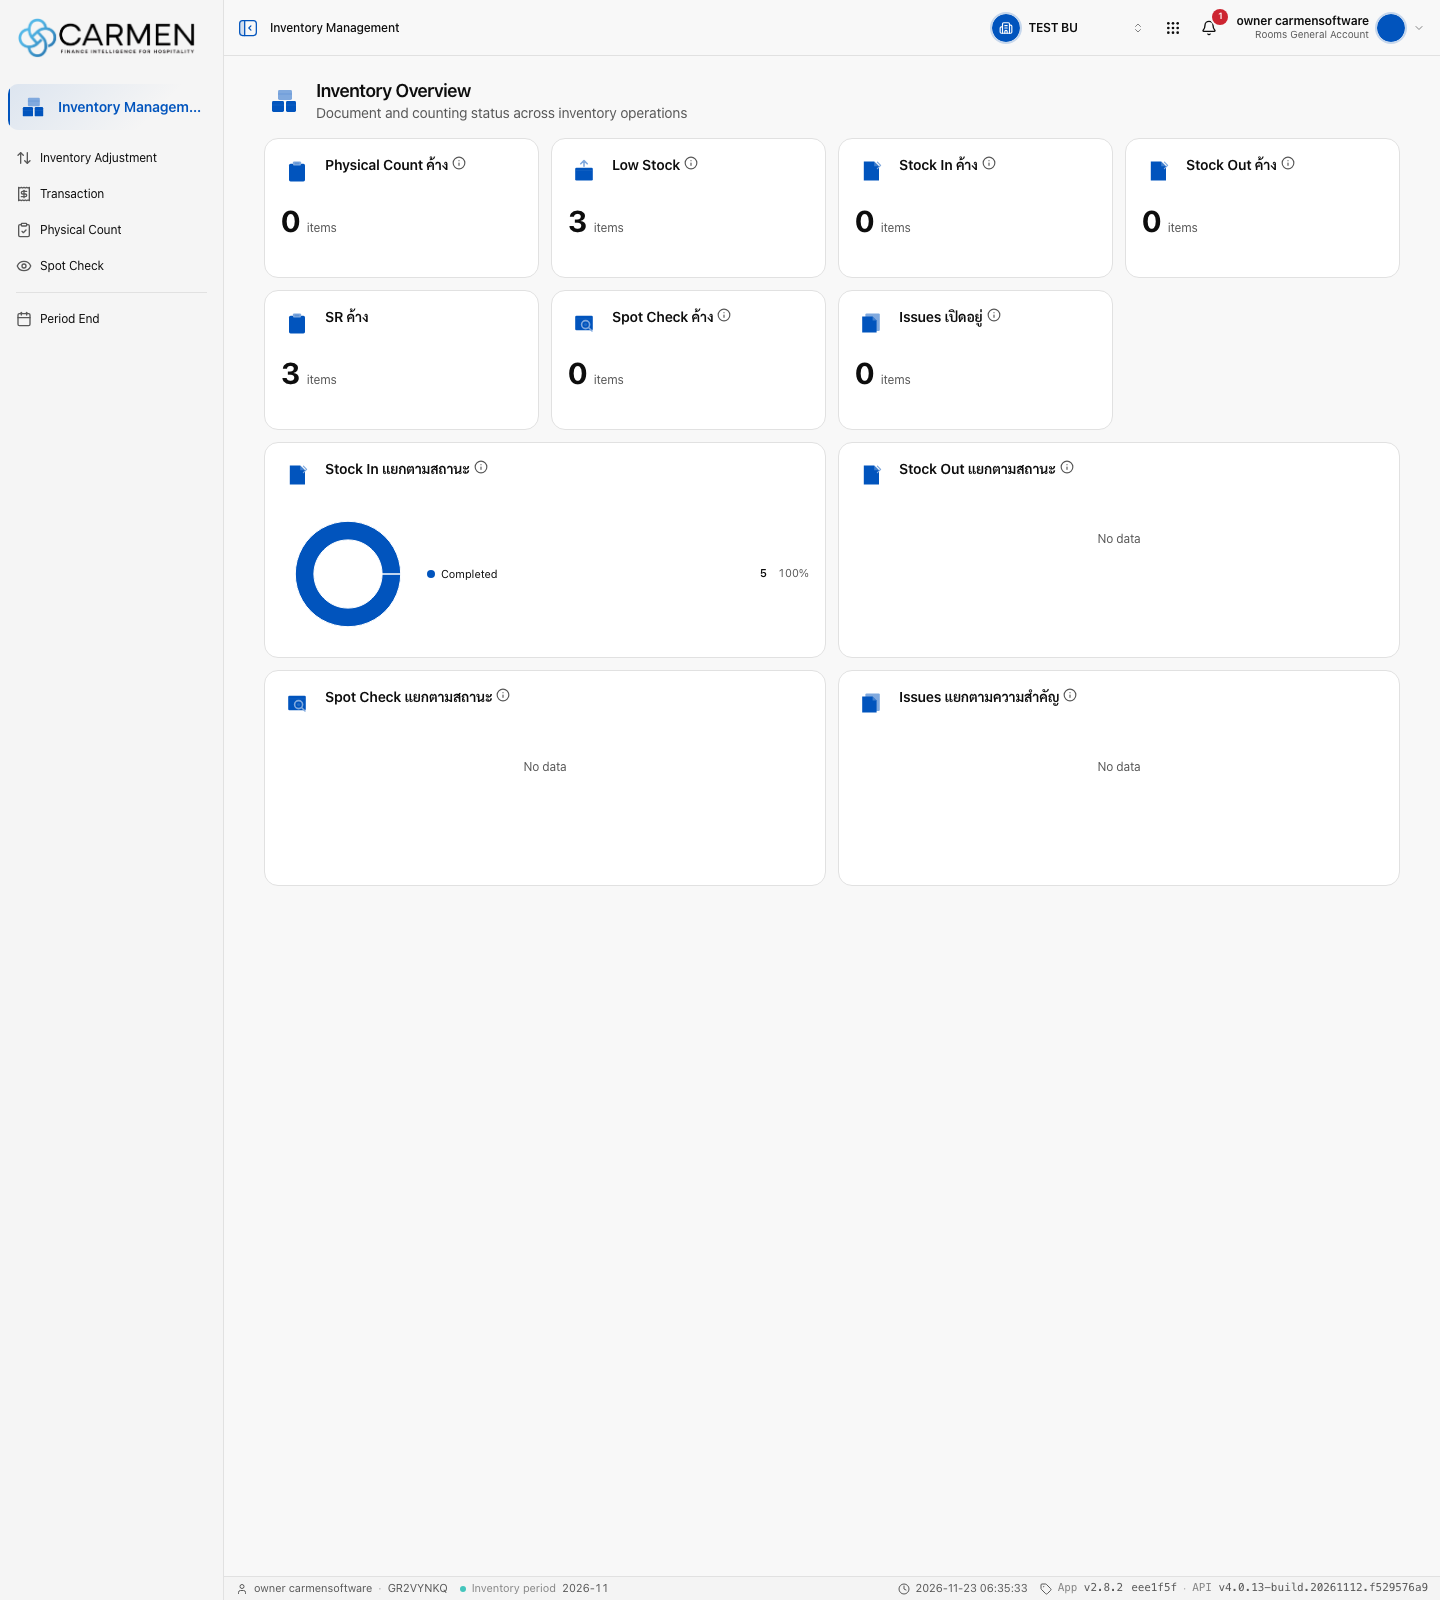 CARMEN
FINANCE INTELLIGENCE FOR HOSPITALITY
Inventory Managem...
Inventory Adjustment
Transaction
Physical Count
Spot Check
Period End
Inventory Management
TEST BU
1
owner carmensoftware
Rooms General Account
Inventory Overview
Document and counting status across inventory operations
Physical Count ค้าง
0 items
Low Stock
3 items
Stock In ค้าง
0 items
Stock Out ค้าง
0 items
SR ค้าง
3 items
Spot Check ค้าง
0 items
Issues เปิดอยู่
0 items
Stock In แยกตามสถานะ
Completed 5 100%
Stock Out แยกตามสถานะ
No data
Spot Check แยกตามสถานะ
No data
Issues แยกตามความสำคัญ
No data
owner carmensoftware · GR2VYNKQ Inventory period 2026-11
2026-11-23 06:35:33 App v2.8.2 eee1f5f · API v4.0.13-build.20261112.f529576a9